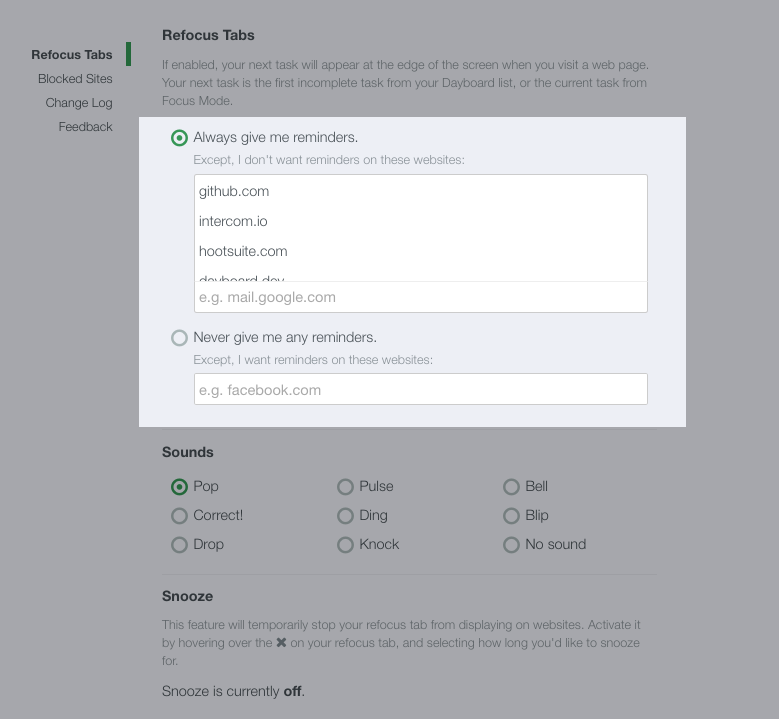 Refocus Tabs
Blocked Sites
Change Log
Feedback
Refocus Tabs
If enabled, your next task will appear at the edge of the screen when you visit a web page.
Your next task is the first incomplete task from your Dayboard list, or the current task from
Focus Mode.
Always give me reminders.
Except, I don't want reminders on these websites:
github.com
intercom.io
hootsuite.com
dayboard.dev
e.g. mail.google.com
Never give me any reminders.
Except, I want reminders on these websites:
e.g. facebook.com
Sounds
Pop Pulse Bell
Correct! Ding Blip
Drop Knock No sound
Snooze
This feature will temporarily stop your refocus tab from displaying on websites. Activate it
by hovering over the ✖ on your refocus tab, and selecting how long you'd like to snooze
for.
Snooze is currently off.